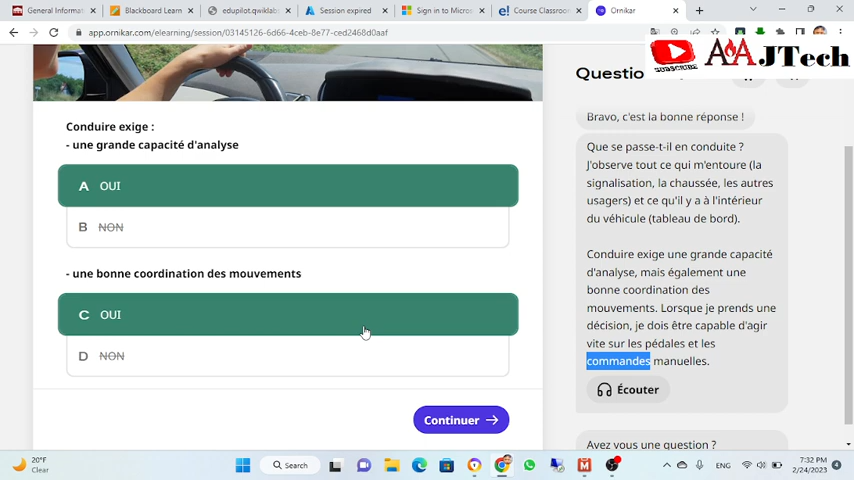 General Informat
Blackboard Learn
edupilot.qwiklab
Session expired
Sign in to Micro
Course Classroom
Ornikar
app.ornikar.com/elearning/session/03145126-6d66-4ceb-8e77-ced2468d0aaf
SUBSCRIBE
AAJTech
Conduire exige :
- une grande capacité d'analyse
A OUI
B NON
- une bonne coordination des mouvements
C OUI
D NON
Continuer
Bravo, c'est la bonne réponse !
Que se passe-t-il en conduite ?
J'observe tout ce qui m'entoure (la
signalisation, la chaussée, les autres
usagers) et ce qu'il y a à l'intérieur
du véhicule (tableau de bord).
Conduire exige une grande capacité
d'analyse, mais également une
bonne coordination des
mouvements. Lorsque je prends une
décision, je dois être capable d'agir
vite sur les pédales et les
commandes manuelles.
Écouter
Avez vous une question ?
20°F
Clear
Search
ENG
7:32 PM
2/24/2023
4